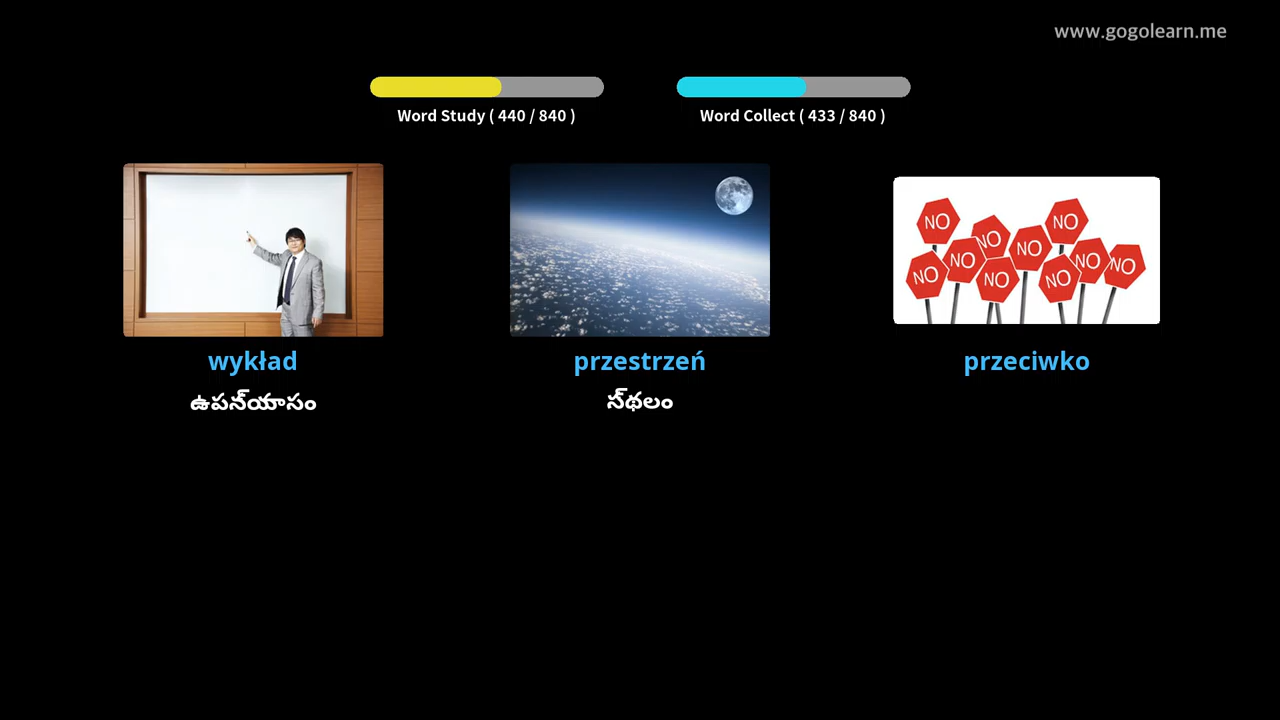 www.gogolearn.me
Word Study ( 440 / 840 )
Word Collect ( 433 / 840 )
NO
NO
NO
NO
NO
NO
NO
NO
NO
NO
wykład
przestrzeń
przeciwko
ఉపన్యాసం
స్థలం